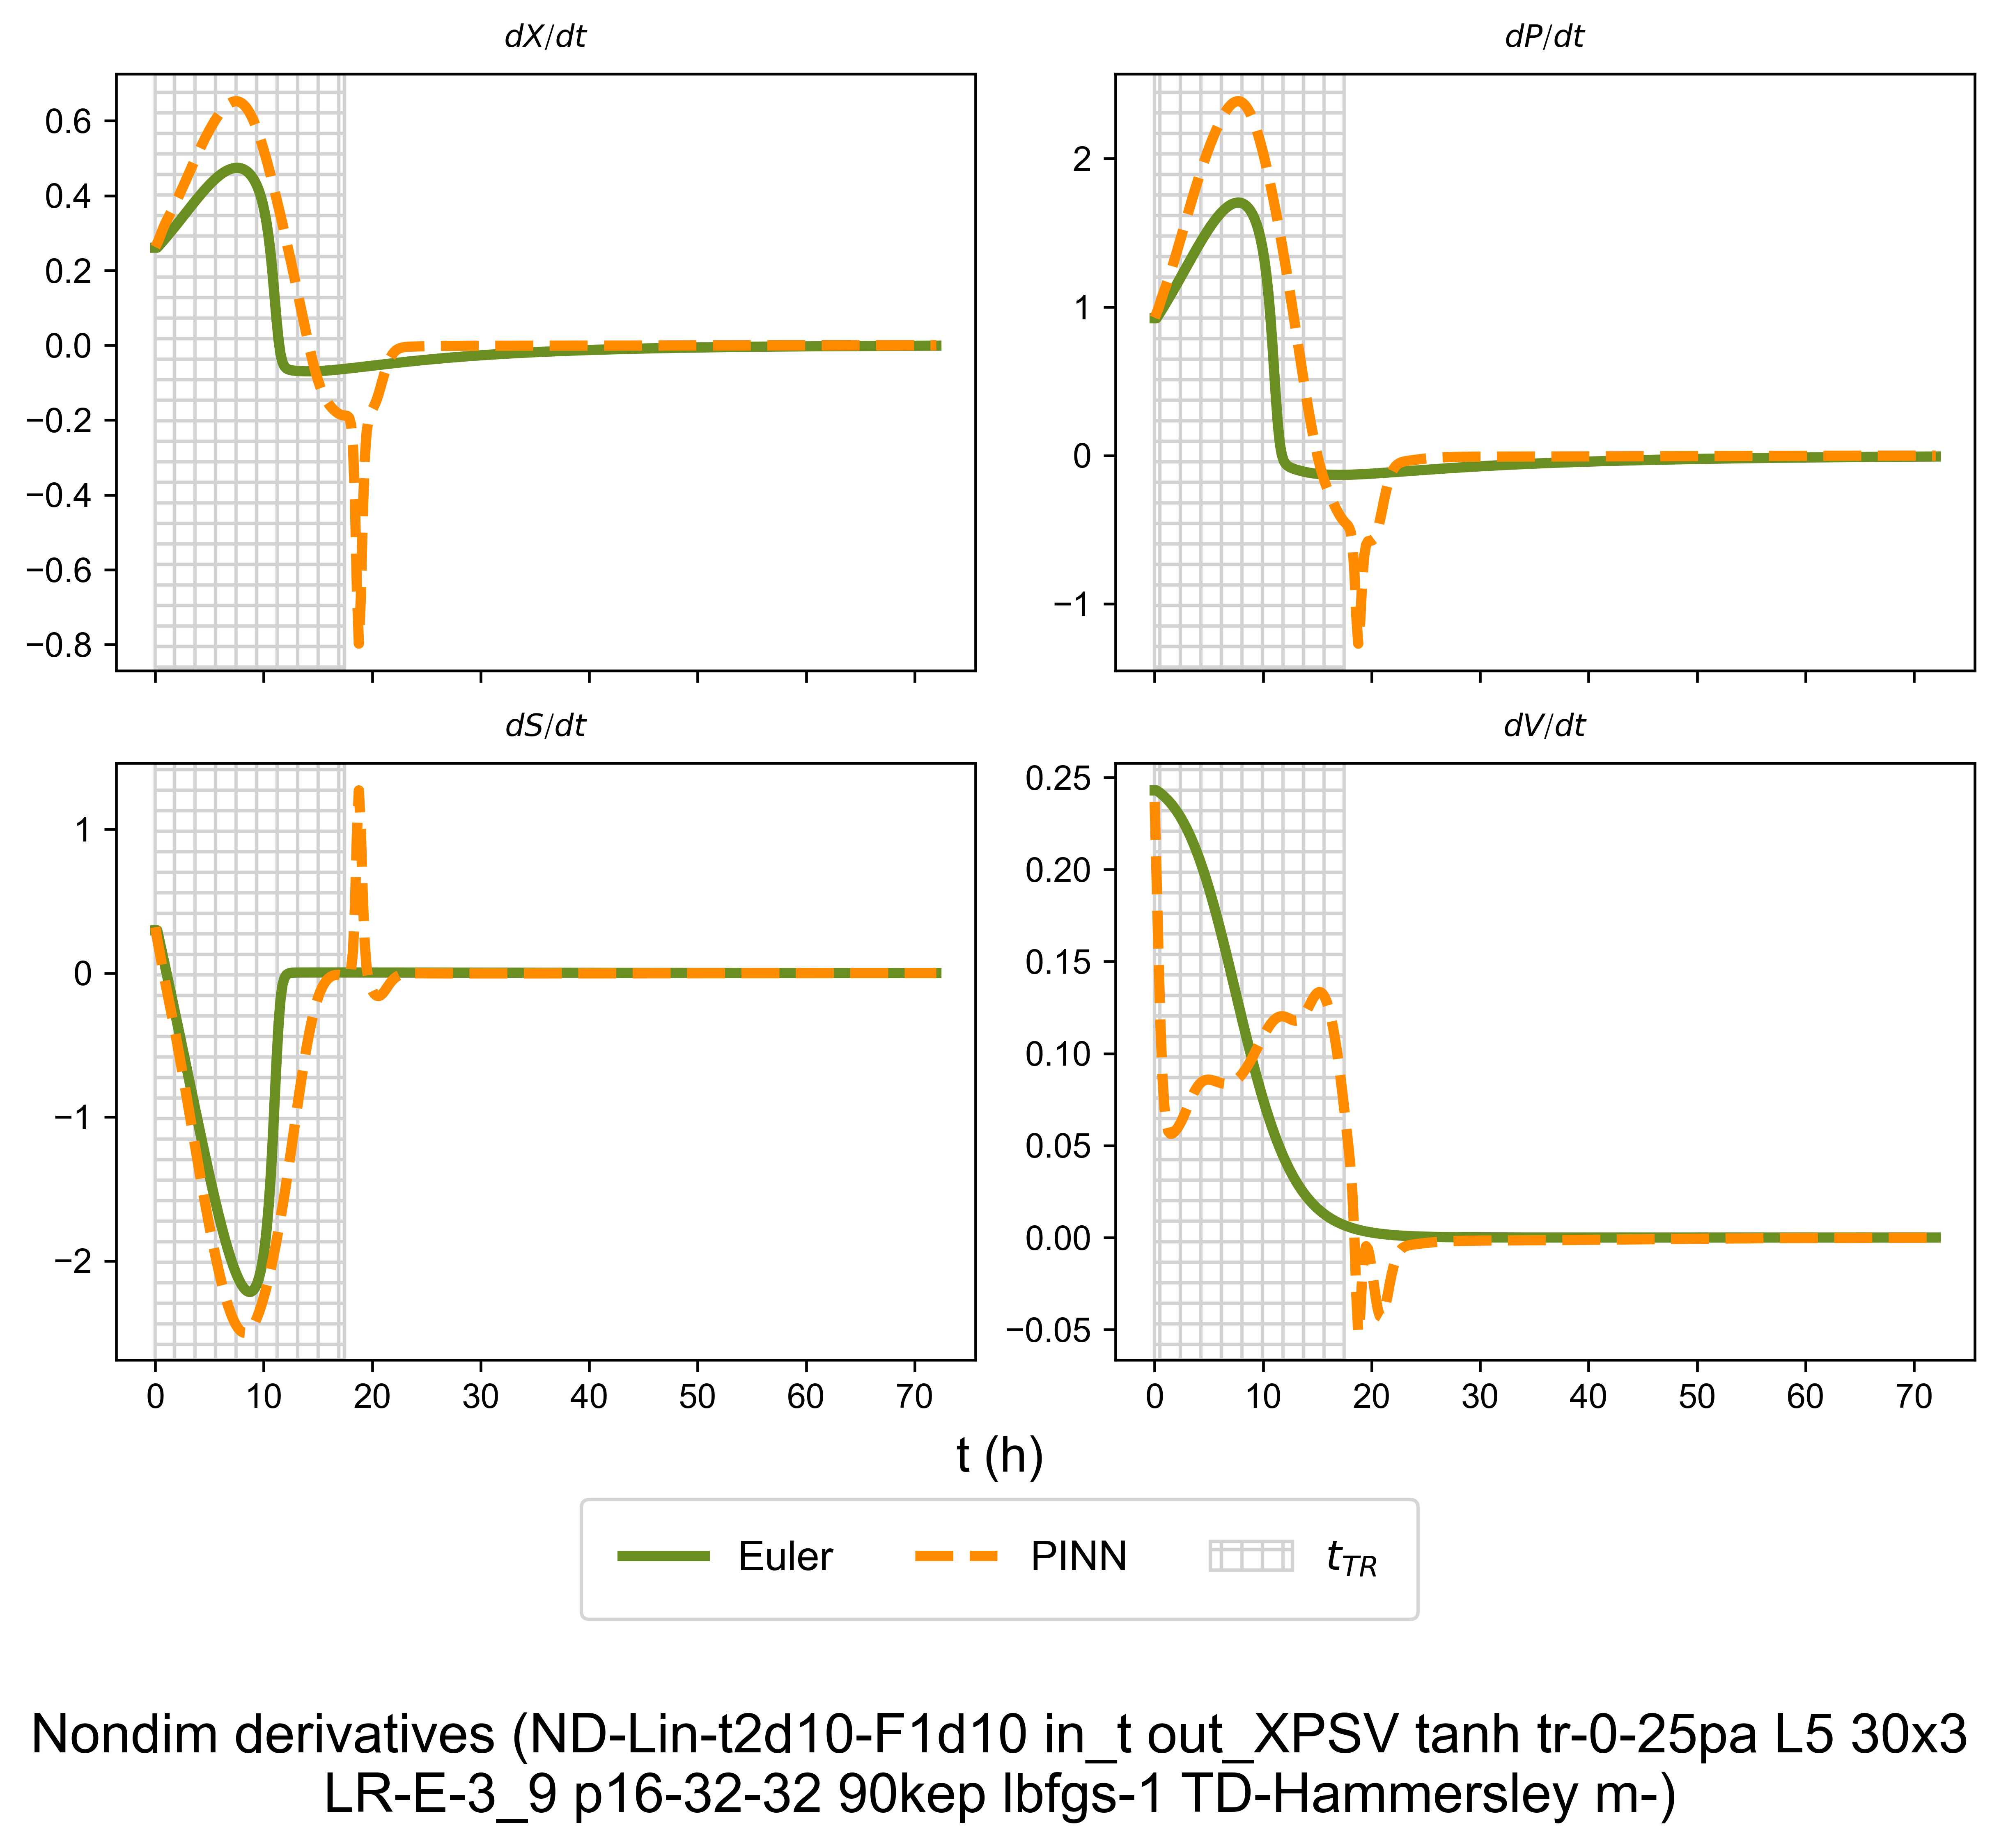 dX/dt
dP/dt
0.6
0.4
0.2
0.0
−0.2
−0.4
−0.6
−0.8
2
1
0
−1
dS/dt
dV/dt
1
0
−1
−2
0 10 20 30 40 50 60 70
0.25
0.20
0.15
0.10
0.05
0.00
−0.05
0 10 20 30 40 50 60 70
t (h)
Euler PINN t_TR
Nondim derivatives (ND-Lin-t2d10-F1d10 in_t out_XPSV tanh tr-0-25pa L5 30x3
LR-E-3_9 p16-32-32 90kep lbfgs-1 TD-Hammersley m-)